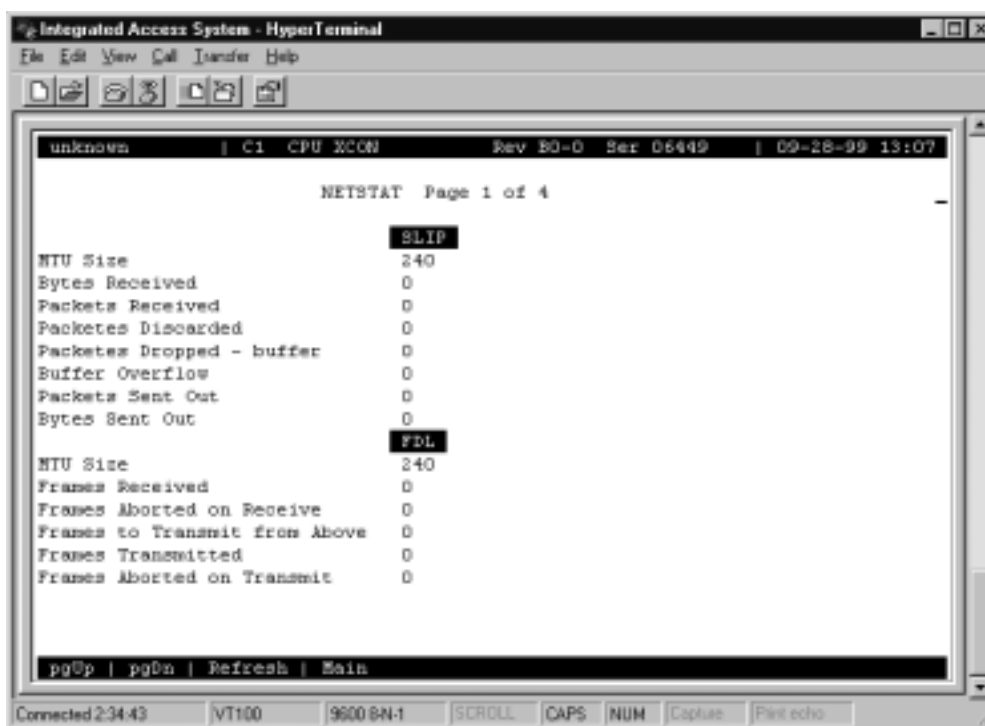 Integrated Access System - HyperTerminal
File Edit View Call Transfer Help
unknown | C1 CPU XCON Rev B0-0 Ser 06449 | 09-28-99 13:07
NETSTAT Page 1 of 4
SLIP
MTU Size 240
Bytes Received 0
Packets Received 0
Packetes Discarded 0
Packetes Dropped - buffer 0
Buffer Overflow 0
Packets Sent Out 0
Bytes Sent Out 0
FDL
MTU Size 240
Frames Received 0
Frames Aborted on Receive 0
Frames to Transmit from Above 0
Frames Transmitted 0
Frames Aborted on Transmit 0
pgUp | pgDn | Refresh | Main
Connected 2:34:43 VT100 9600 8-N-1 SCROLL CAPS NUM Capture Print echo